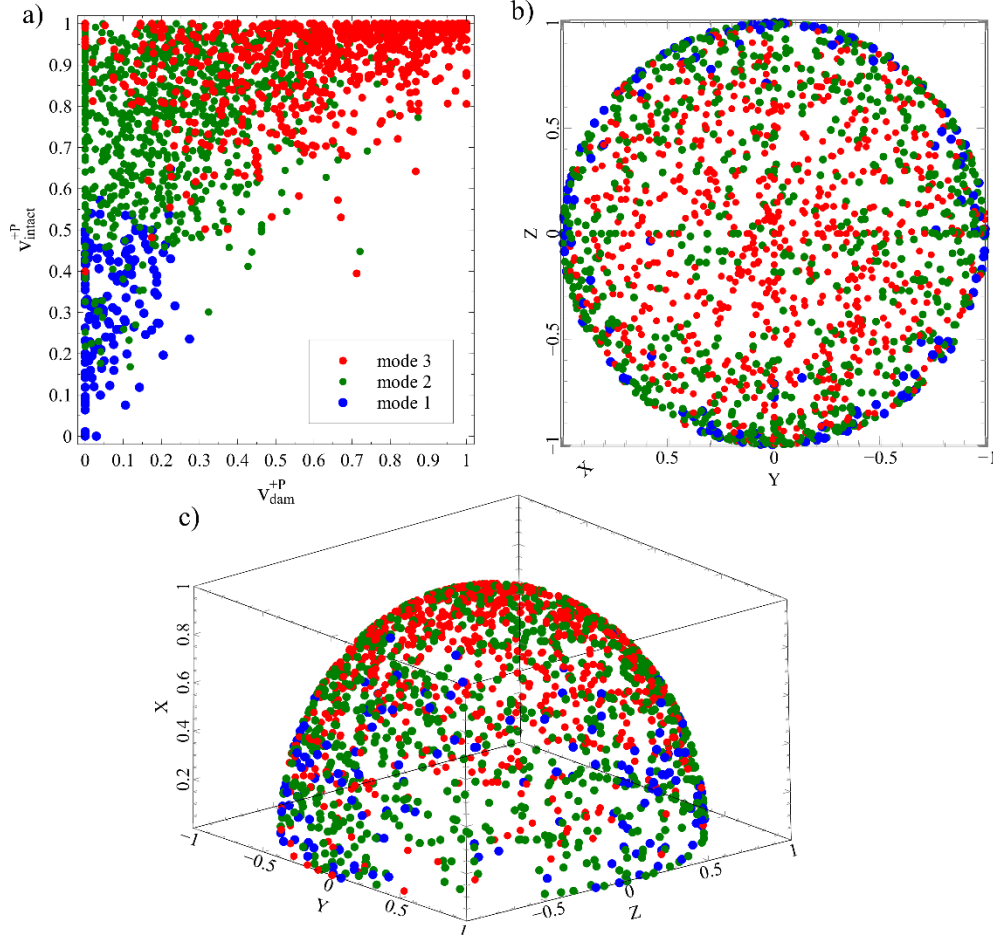 a)
1
0.9
0.8
0.7
0.6
0.5
0.4
0.3
0.2
0.1
0
V_intact^+P
mode 3
mode 2
mode 1
0 0.1 0.2 0.3 0.4 0.5 0.6 0.7 0.8 0.9 1
V_dam^+P
b)
1
0.5
Z 0
−0.5
−1
1 0.5 0 −0.5 −1
X
Y
c)
1
0.8
0.6
X
0.4
0.2
−1 −0.5 0 0.5 1
Y
−0.5 0 0.5 1
Z